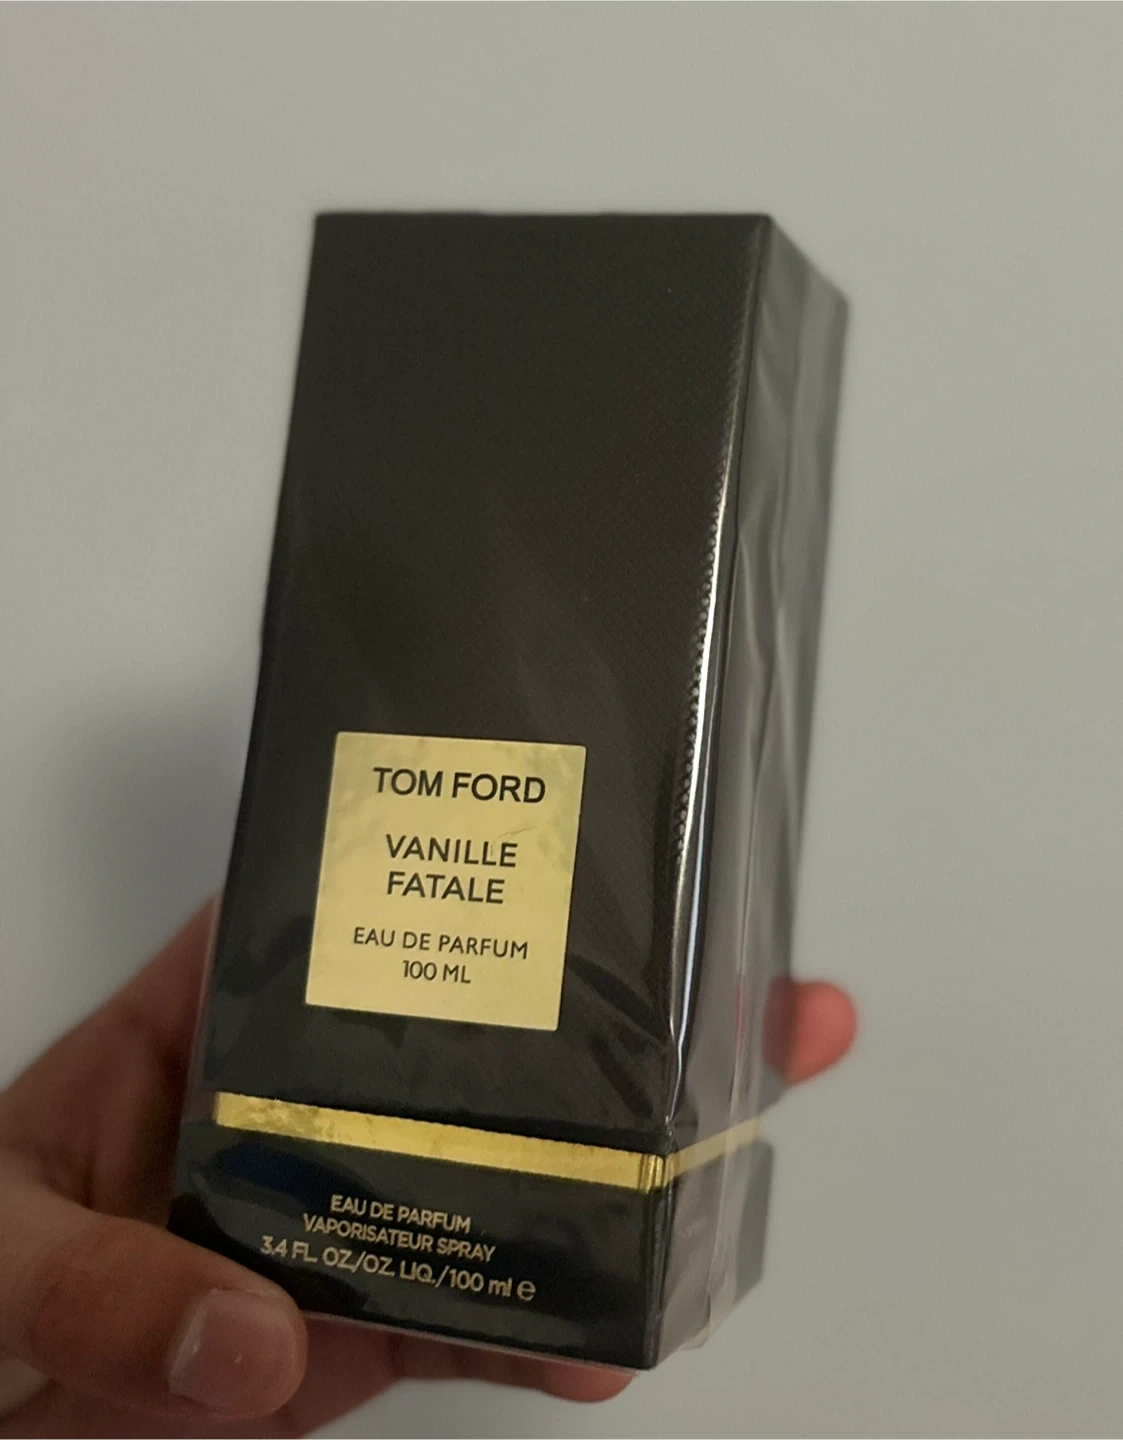 TOM FORD
VANILLE
FATALE
EAU DE PARFUM
100 ML
EAU DE PARFUM
VAPORISATEUR SPRAY
3.4 FL. OZ./OZ. LIQ./100 ml ℮